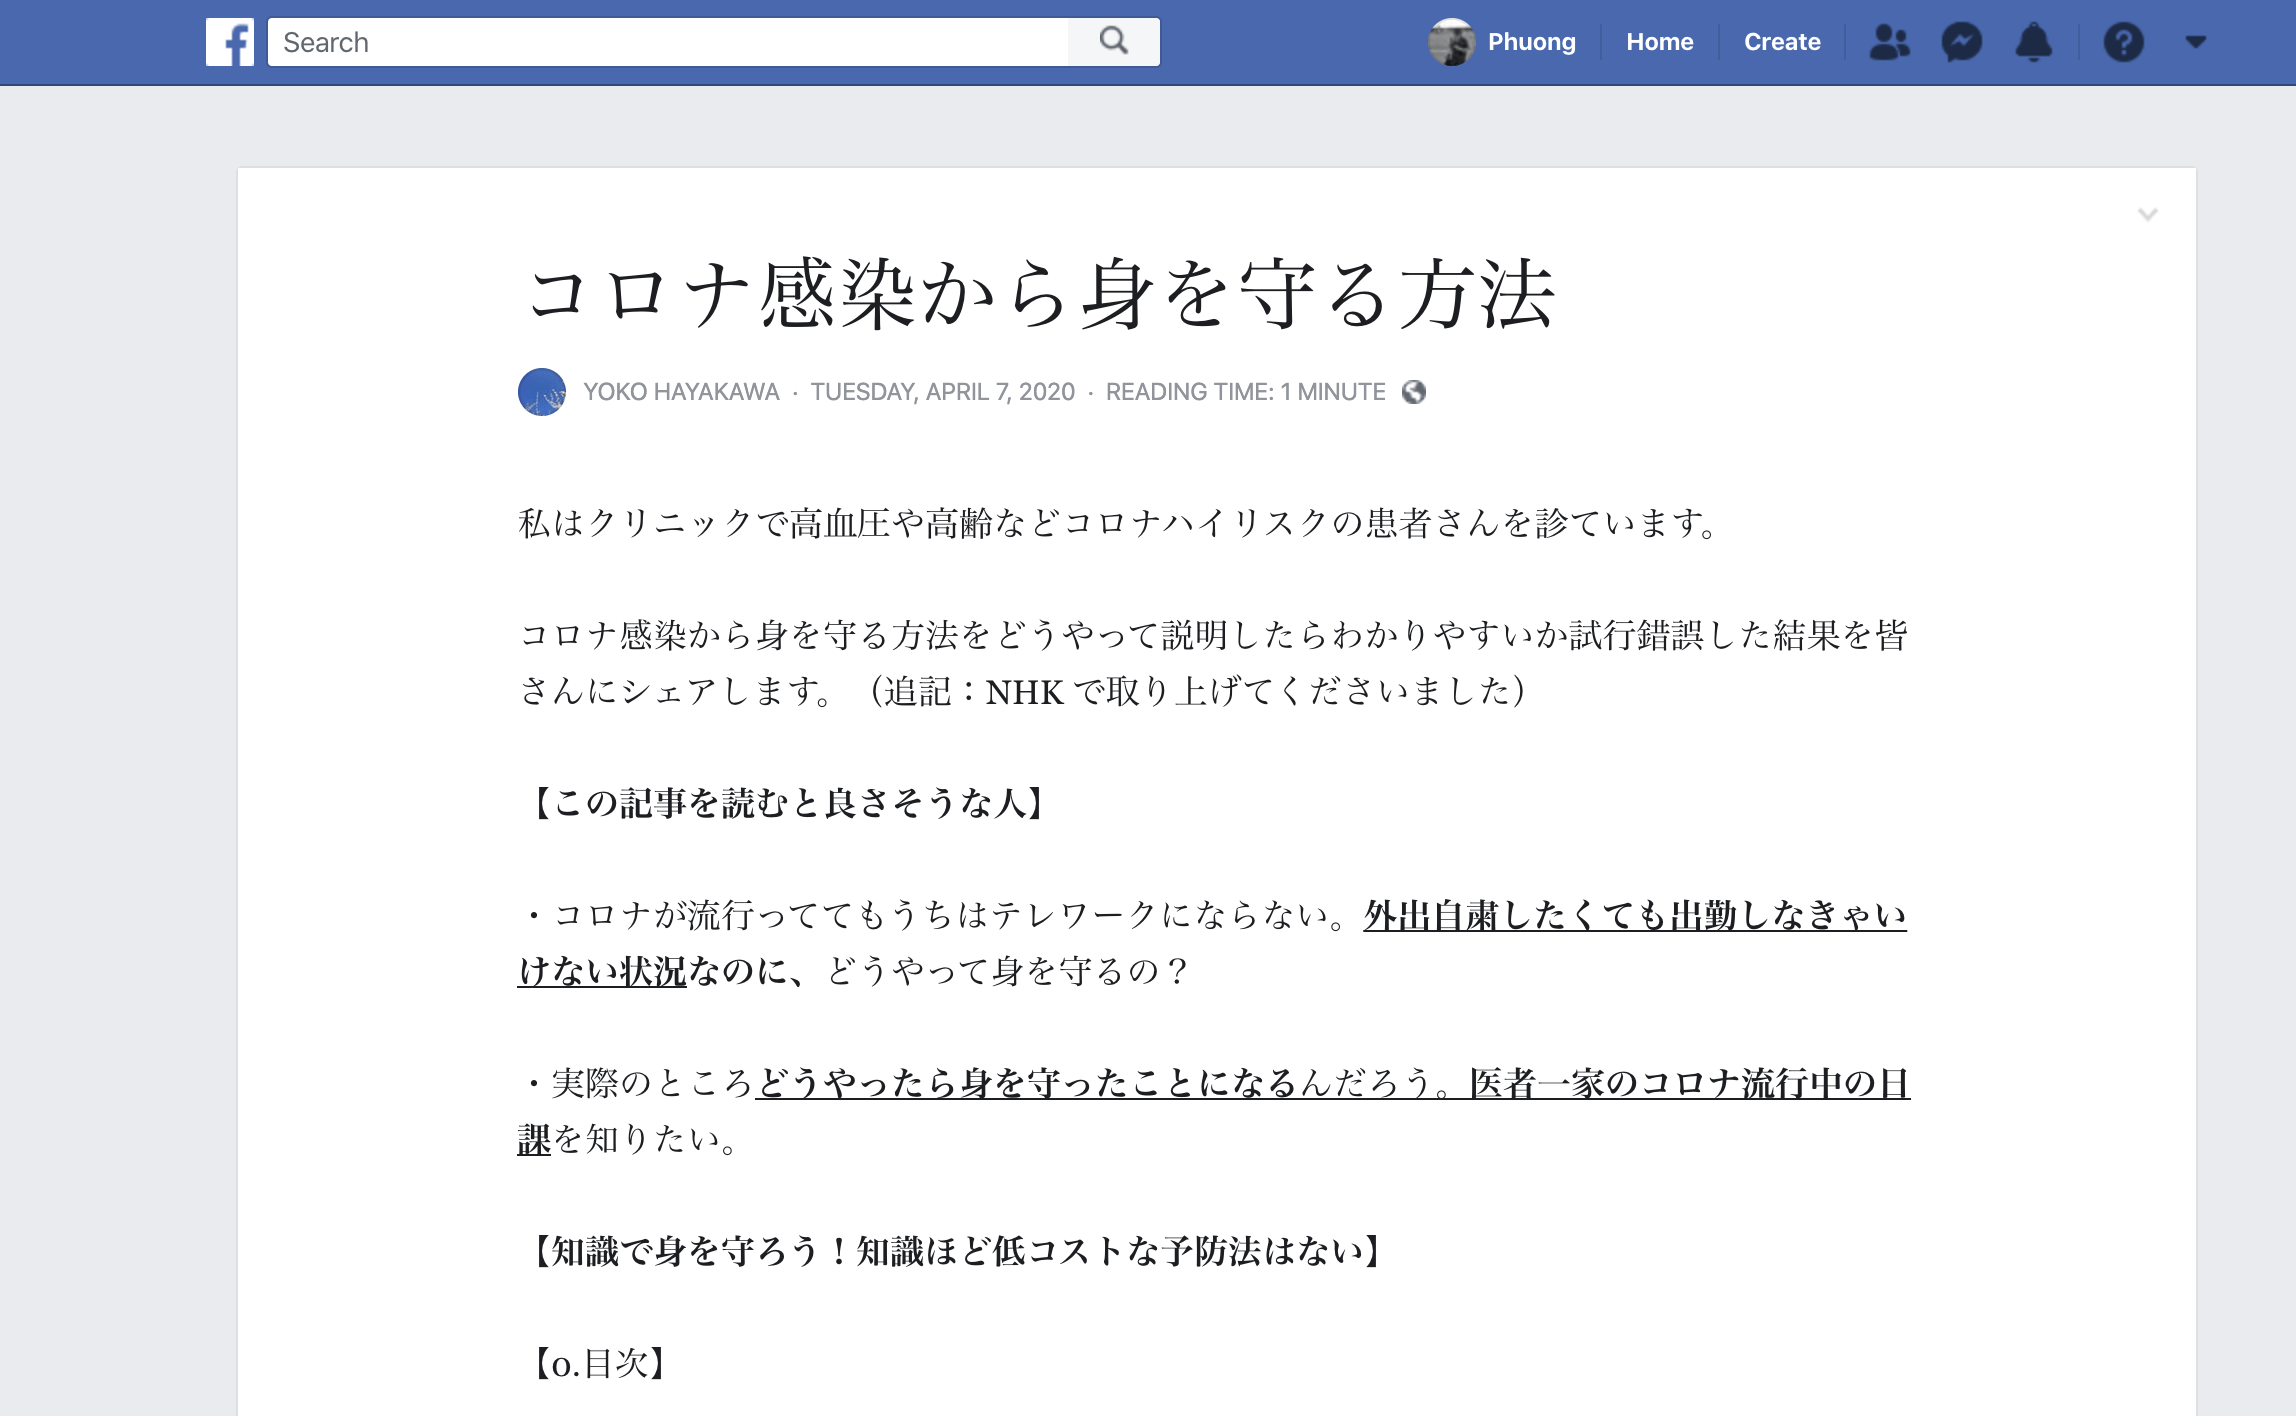 f Search Phuong Home Create
コロナ感染から身を守る方法
YOKO HAYAKAWA · TUESDAY, APRIL 7, 2020 · READING TIME: 1 MINUTE
私はクリニックで高血圧や高齢などコロナハイリスクの患者さんを診ています。
コロナ感染から身を守る方法をどうやって説明したらわかりやすいか試行錯誤した結果を皆
さんにシェアします。（追記：NHKで取り上げてくださいました）
【この記事を読むと良さそうな人】
・コロナが流行っててもうちはテレワークにならない。外出自粛したくても出勤しなきゃい
けない状況なのに、どうやって身を守るの？
・実際のところどうやったら身を守ったことになるんだろう。医者一家のコロナ流行中の日
課を知りたい。
【知識で身を守ろう！知識ほど低コストな予防法はない】
【0.目次】